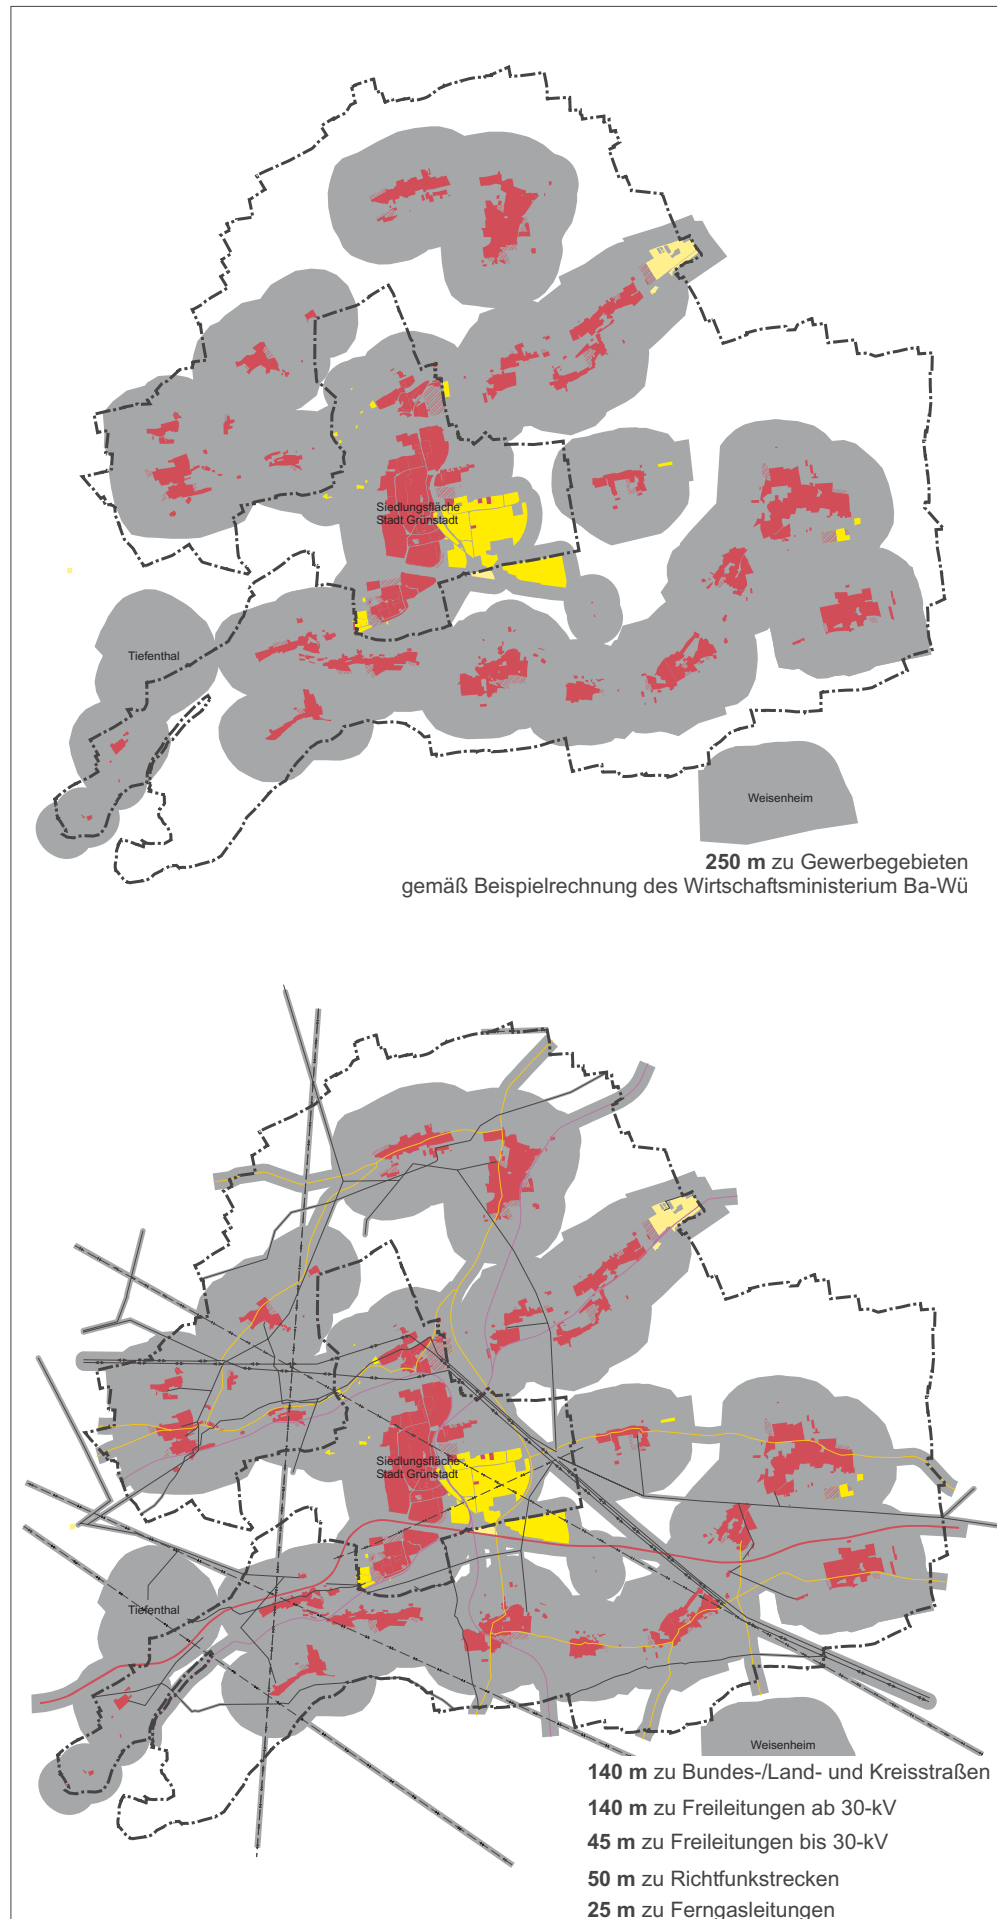 Siedlungsfläche
Stadt Grünstadt
Tiefenthal
Weisenheim
250 m zu Gewerbegebieten
gemäß Beispielrechnung des Wirtschaftsministerium Ba-Wü
Siedlungsfläche
Stadt Grünstadt
Tiefenthal
Weisenheim
140 m zu Bundes-/Land- und Kreisstraßen
140 m zu Freileitungen ab 30-kV
45 m zu Freileitungen bis 30-kV
50 m zu Richtfunkstrecken
25 m zu Ferngasleitungen